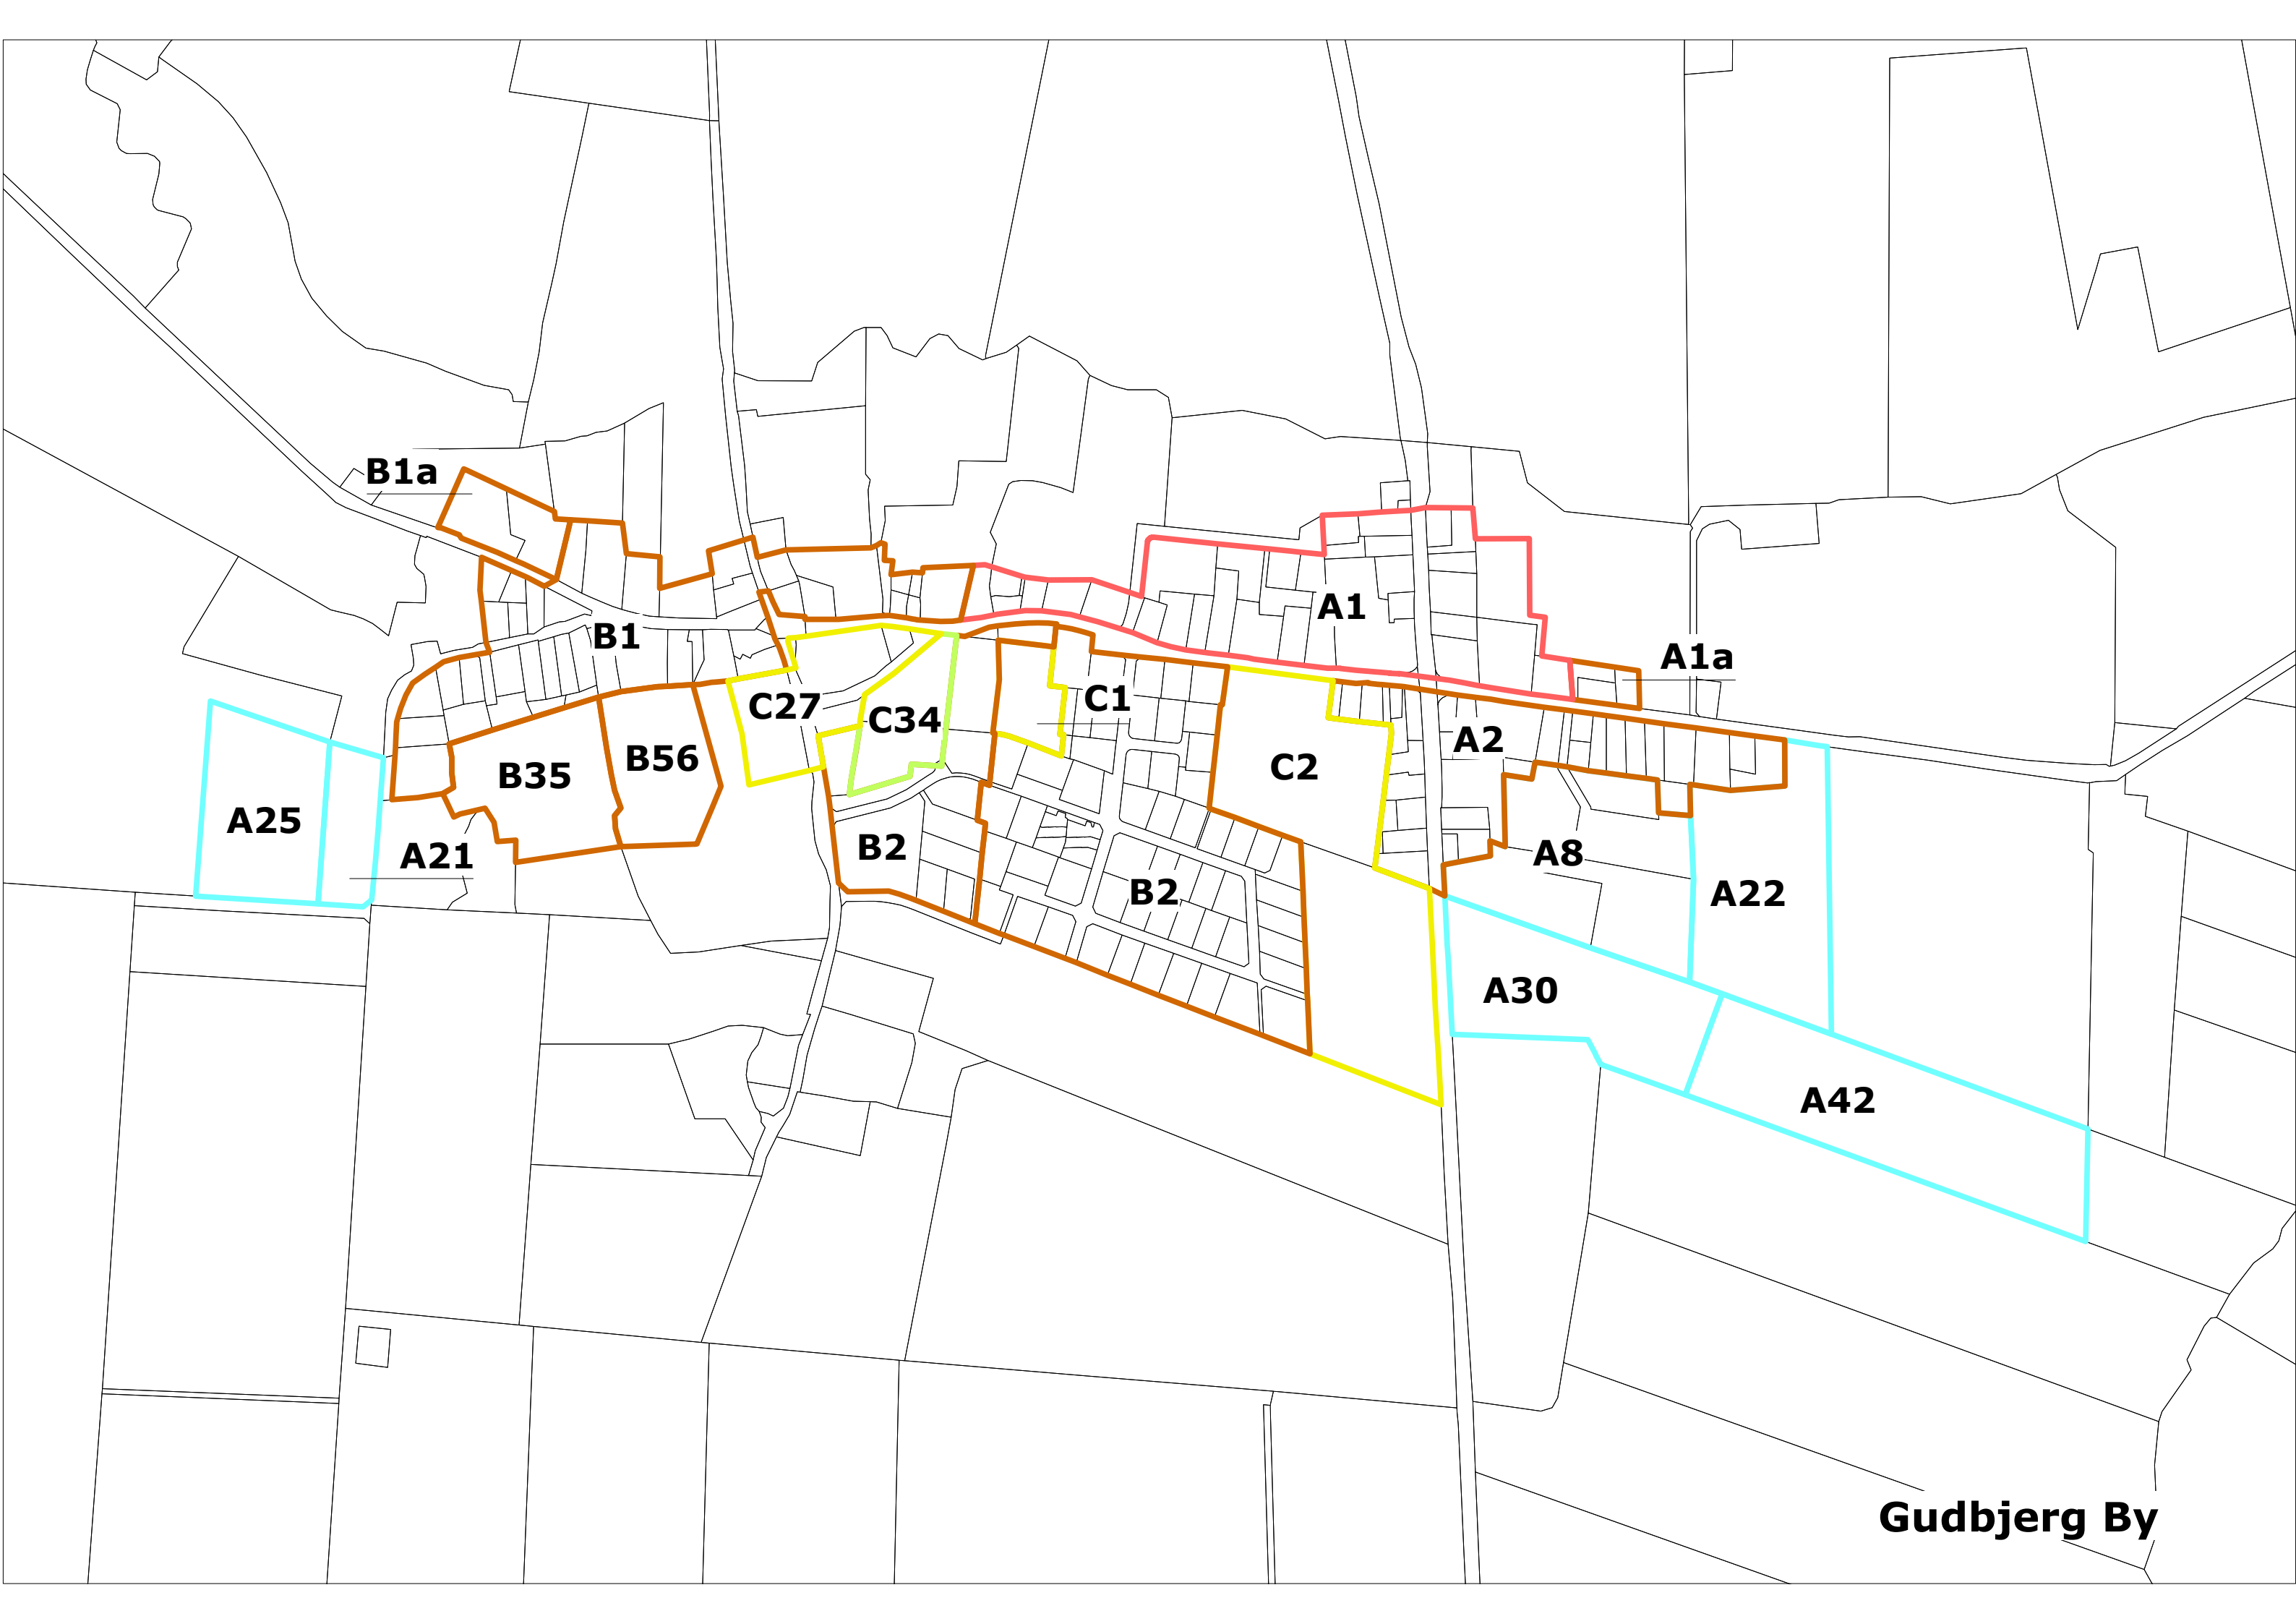 B1a
A1
B1
A1a
C1
C27
C34
A2
B35
B56
C2
A25
B2
A8
A21
B2
A22
A30
A42
Gudbjerg By